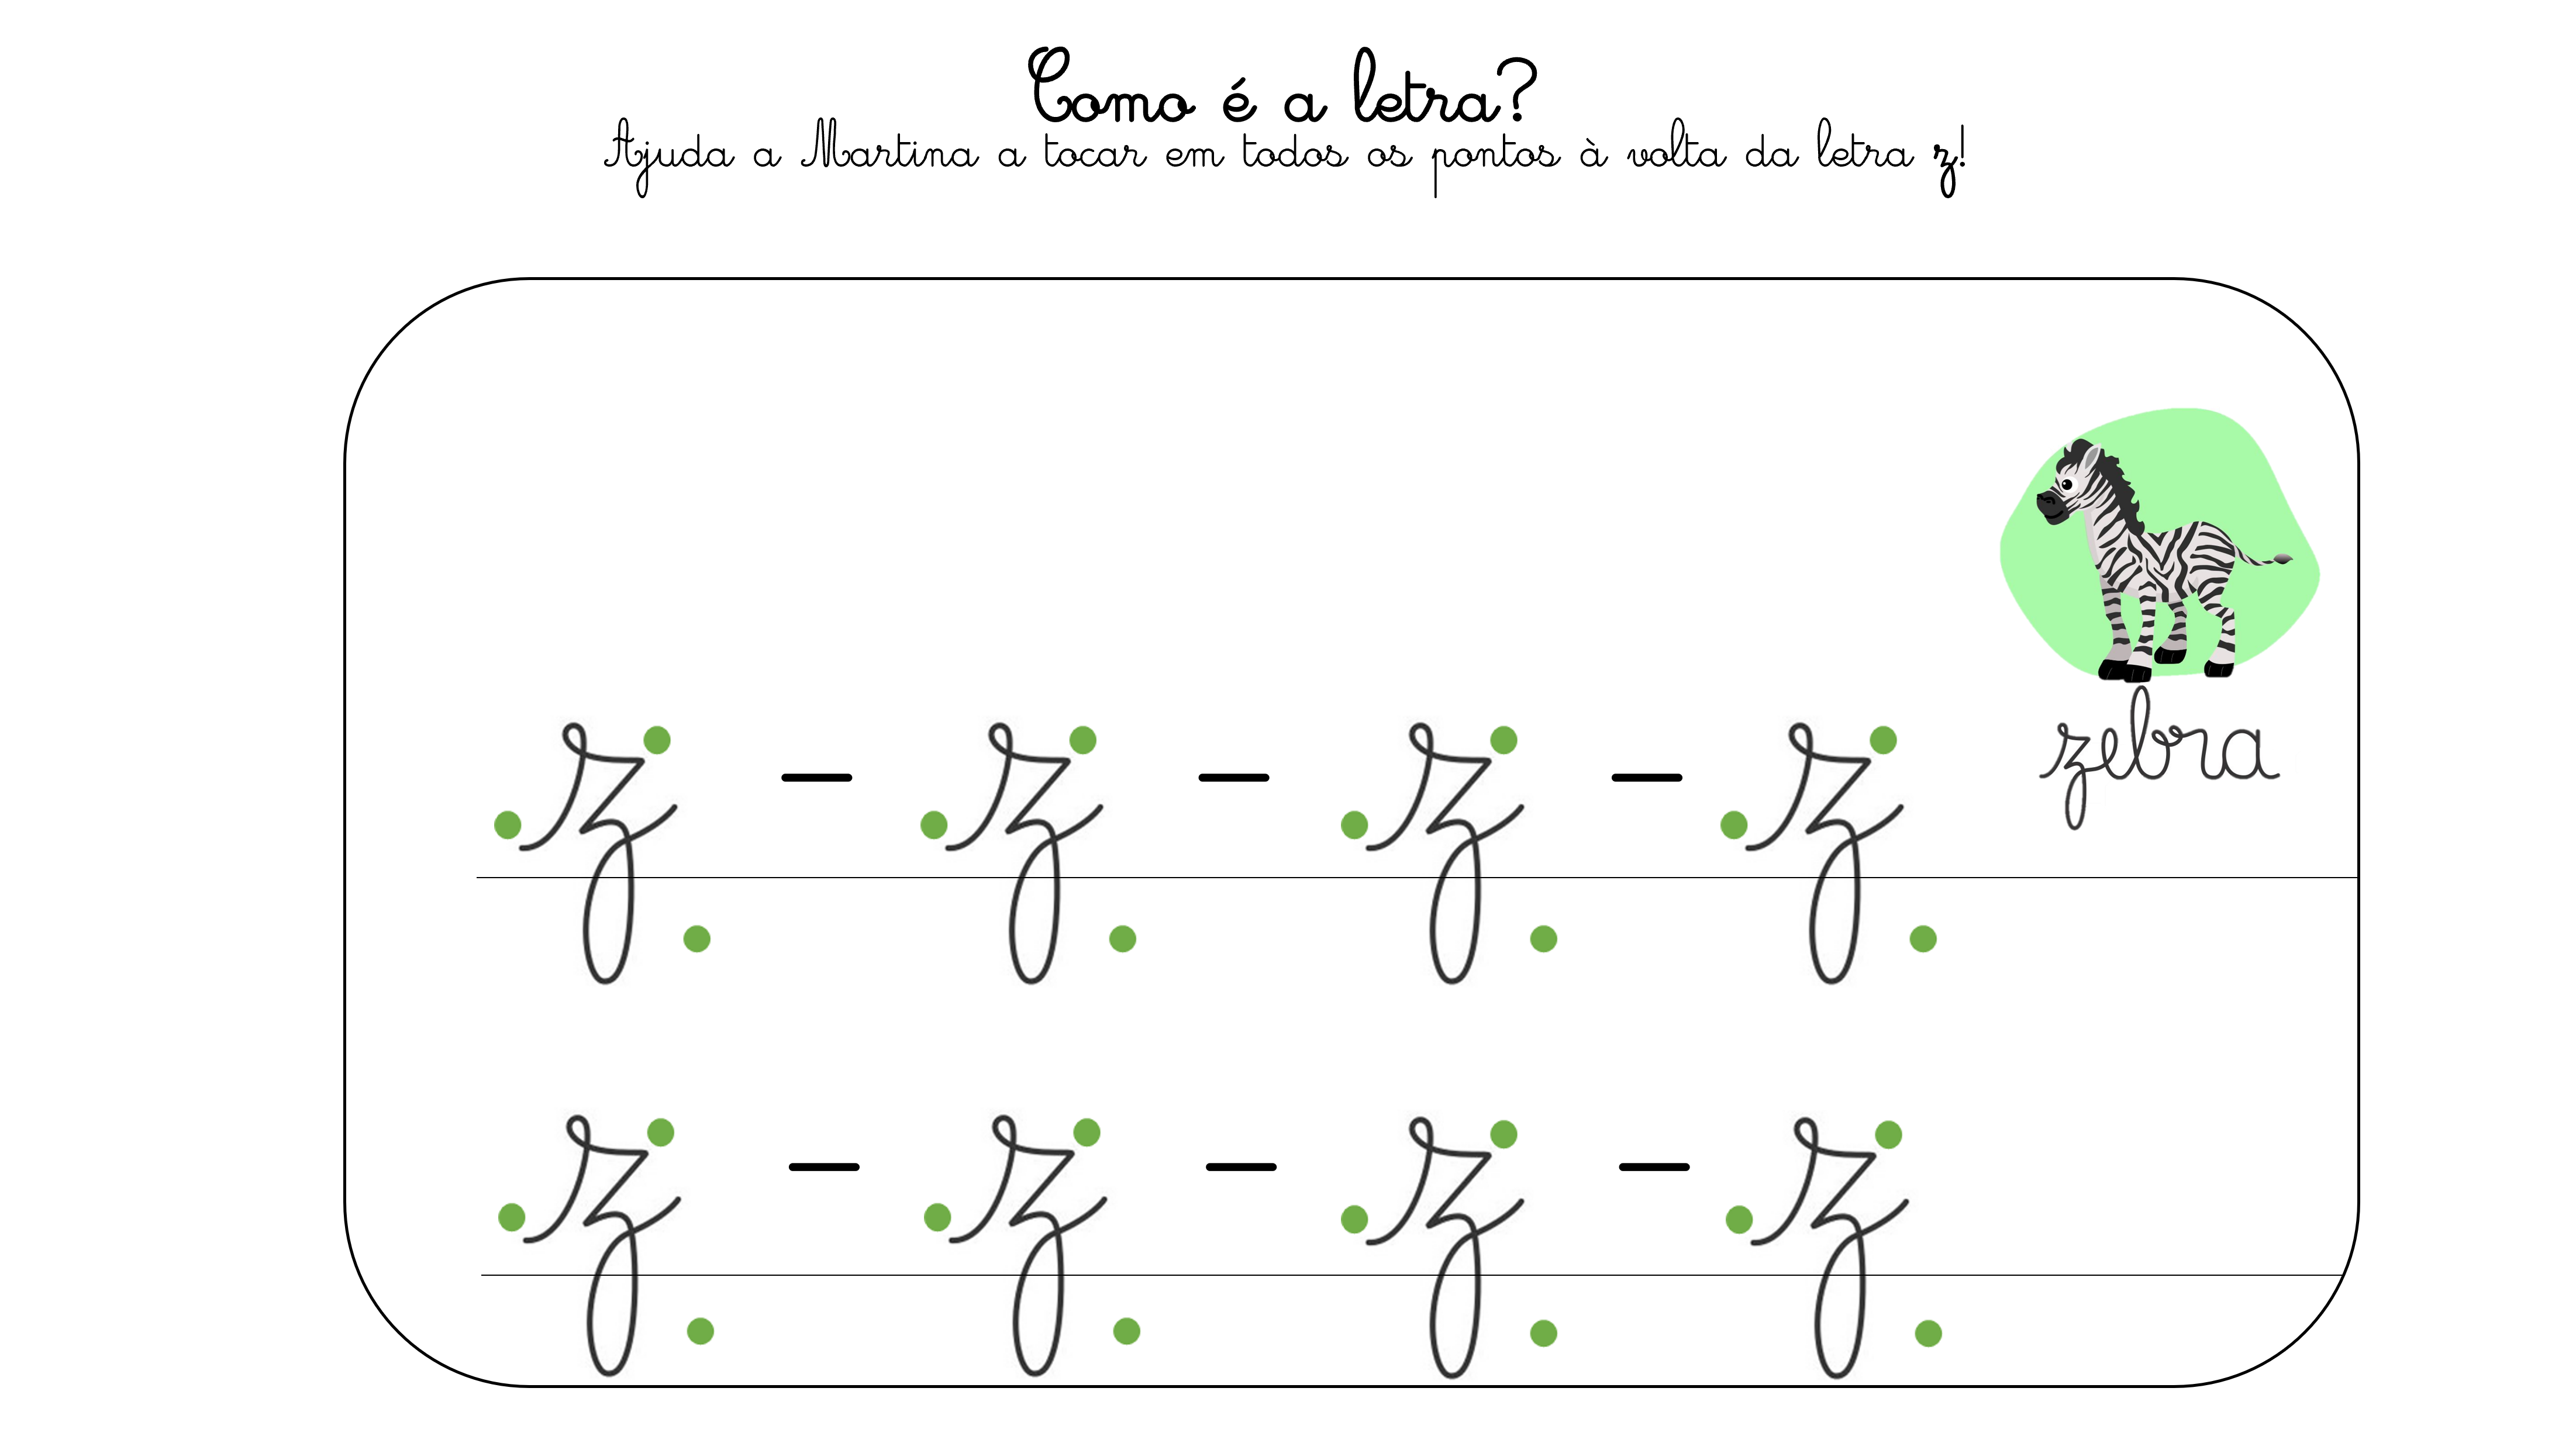 Como é a letra?
Ajuda a Martina a tocar em todos os pontos à volta da letra z!
zebra
z – z – z – z
z – z – z – z